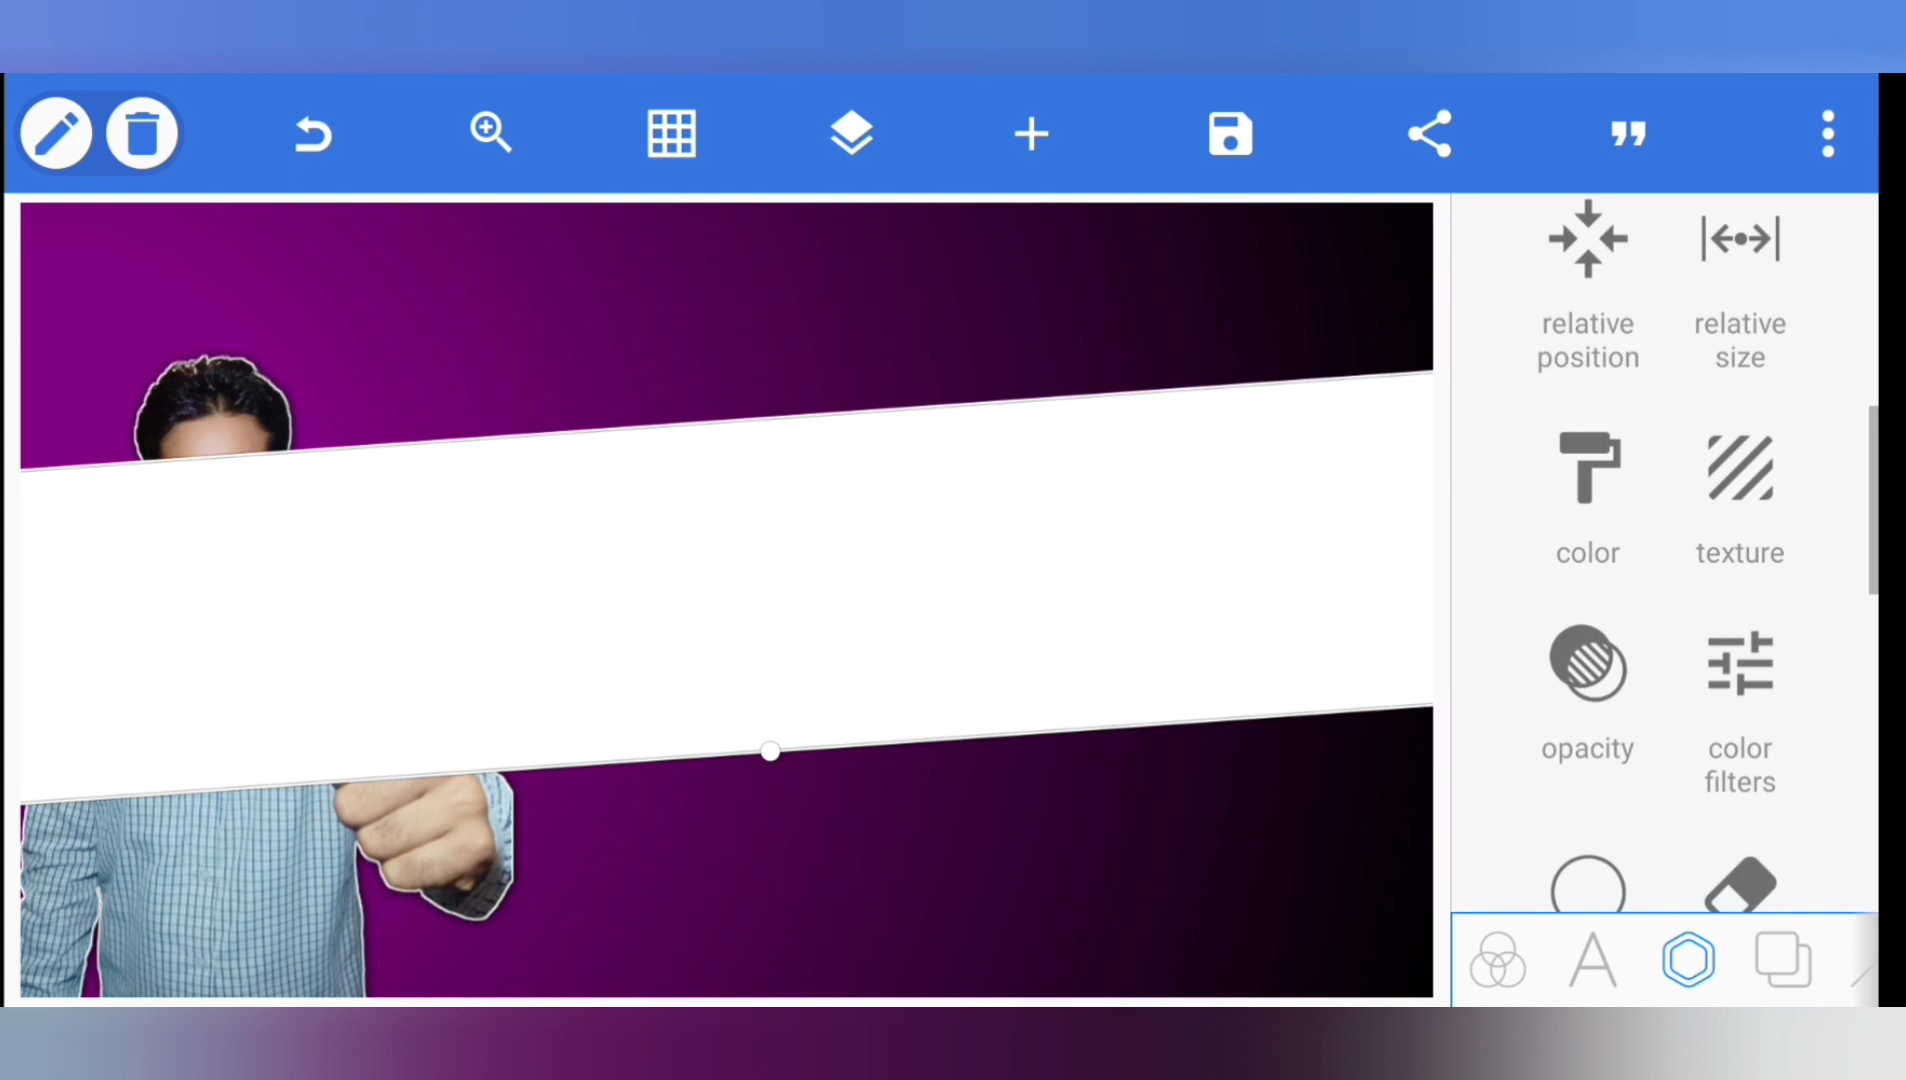 relative position
relative size
color
texture
opacity
color filters